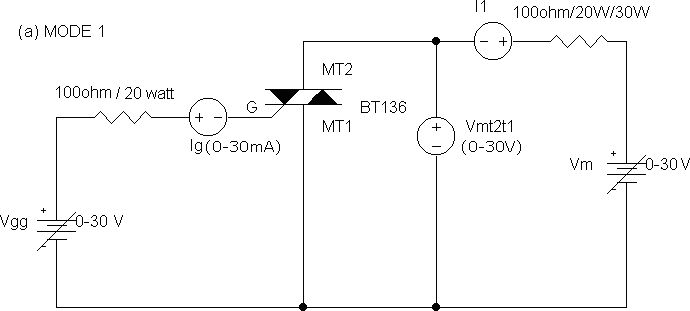 I1
100ohm/20W/30W
(a) MODE 1
- +
MT2
100ohm / 20 watt
G
BT136
+ -
MT1
Ig (0-30mA)
+
-
Vmt2t1
(0-30V)
+
Vm
0-30 V
-
+
Vgg
0-30 V
-